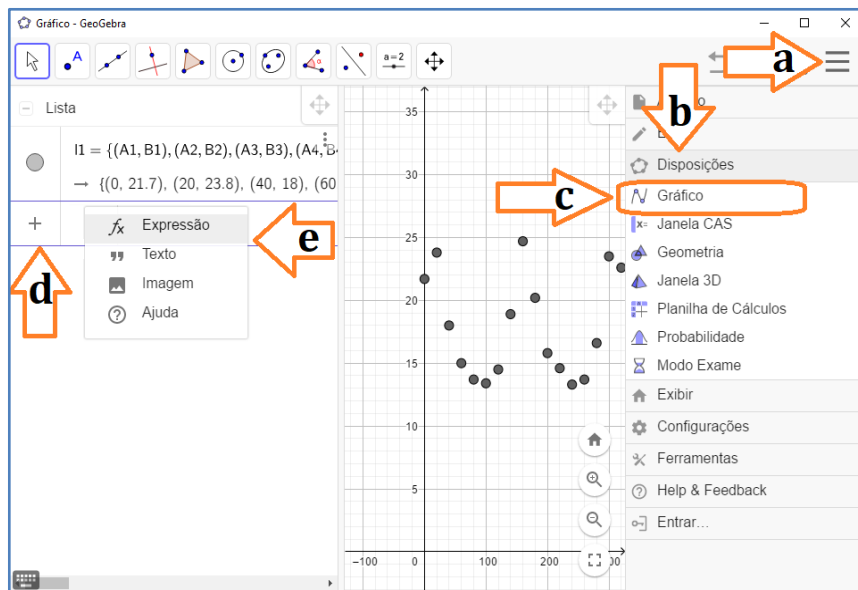 Gráfico - GeoGebra
A
a=2
a
b
Lista
l1 = {(A1, B1), (A2, B2), (A3, B3), (A4, B4
→ {(0, 21.7), (20, 23.8), (40, 18), (60
fx Expressão
Texto
Imagem
Ajuda
d
e
c
35
30
25
20
15
10
5
−100 0 100 200
Disposições
Gráfico
x= Janela CAS
Geometria
Janela 3D
Planilha de Cálculos
Probabilidade
Modo Exame
Exibir
Configurações
Ferramentas
Help & Feedback
Entrar...